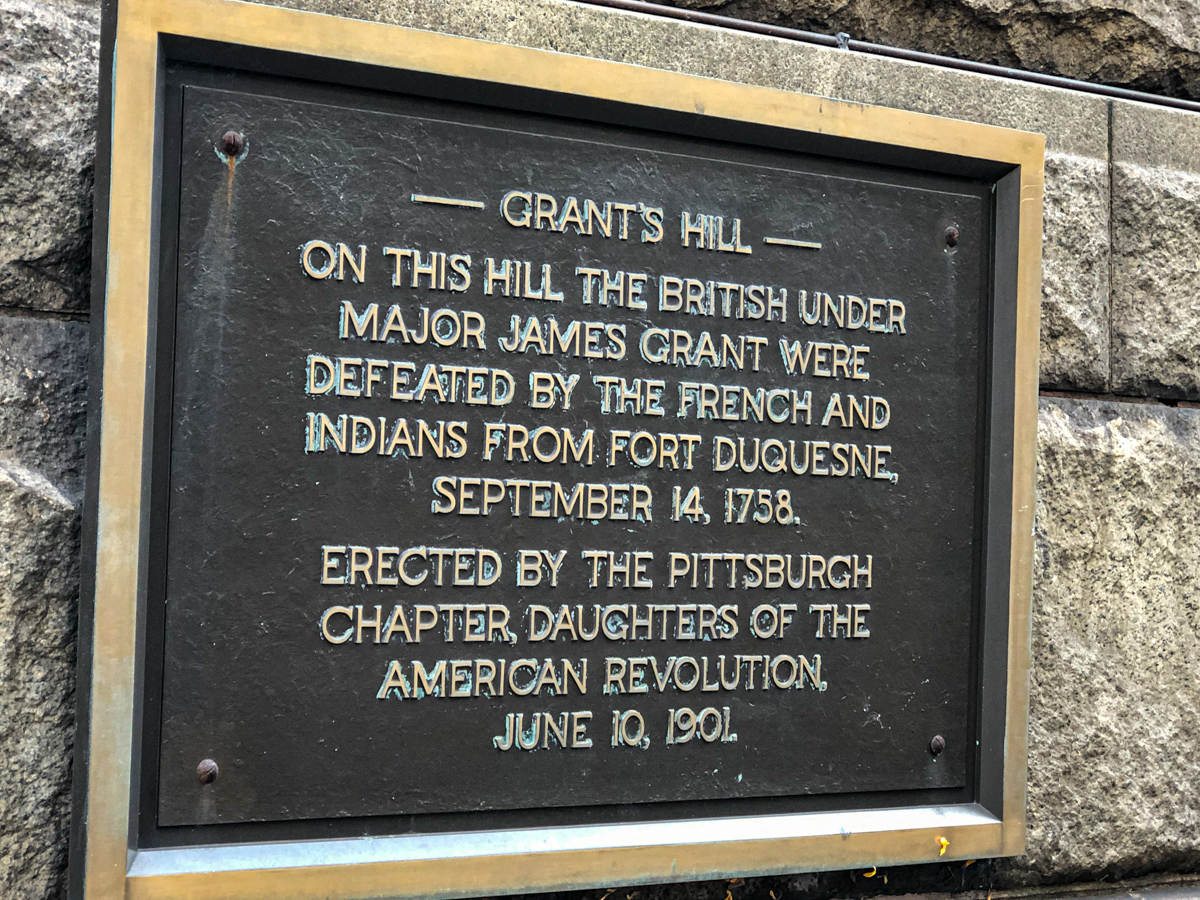 — GRANT'S HILL —
ON THIS HILL THE BRITISH UNDER
MAJOR JAMES GRANT WERE
DEFEATED BY THE FRENCH AND
INDIANS FROM FORT DUQUESNE,
SEPTEMBER 14, 1758.
ERECTED BY THE PITTSBURGH
CHAPTER, DAUGHTERS OF THE
AMERICAN REVOLUTION,
JUNE 10, 1901.